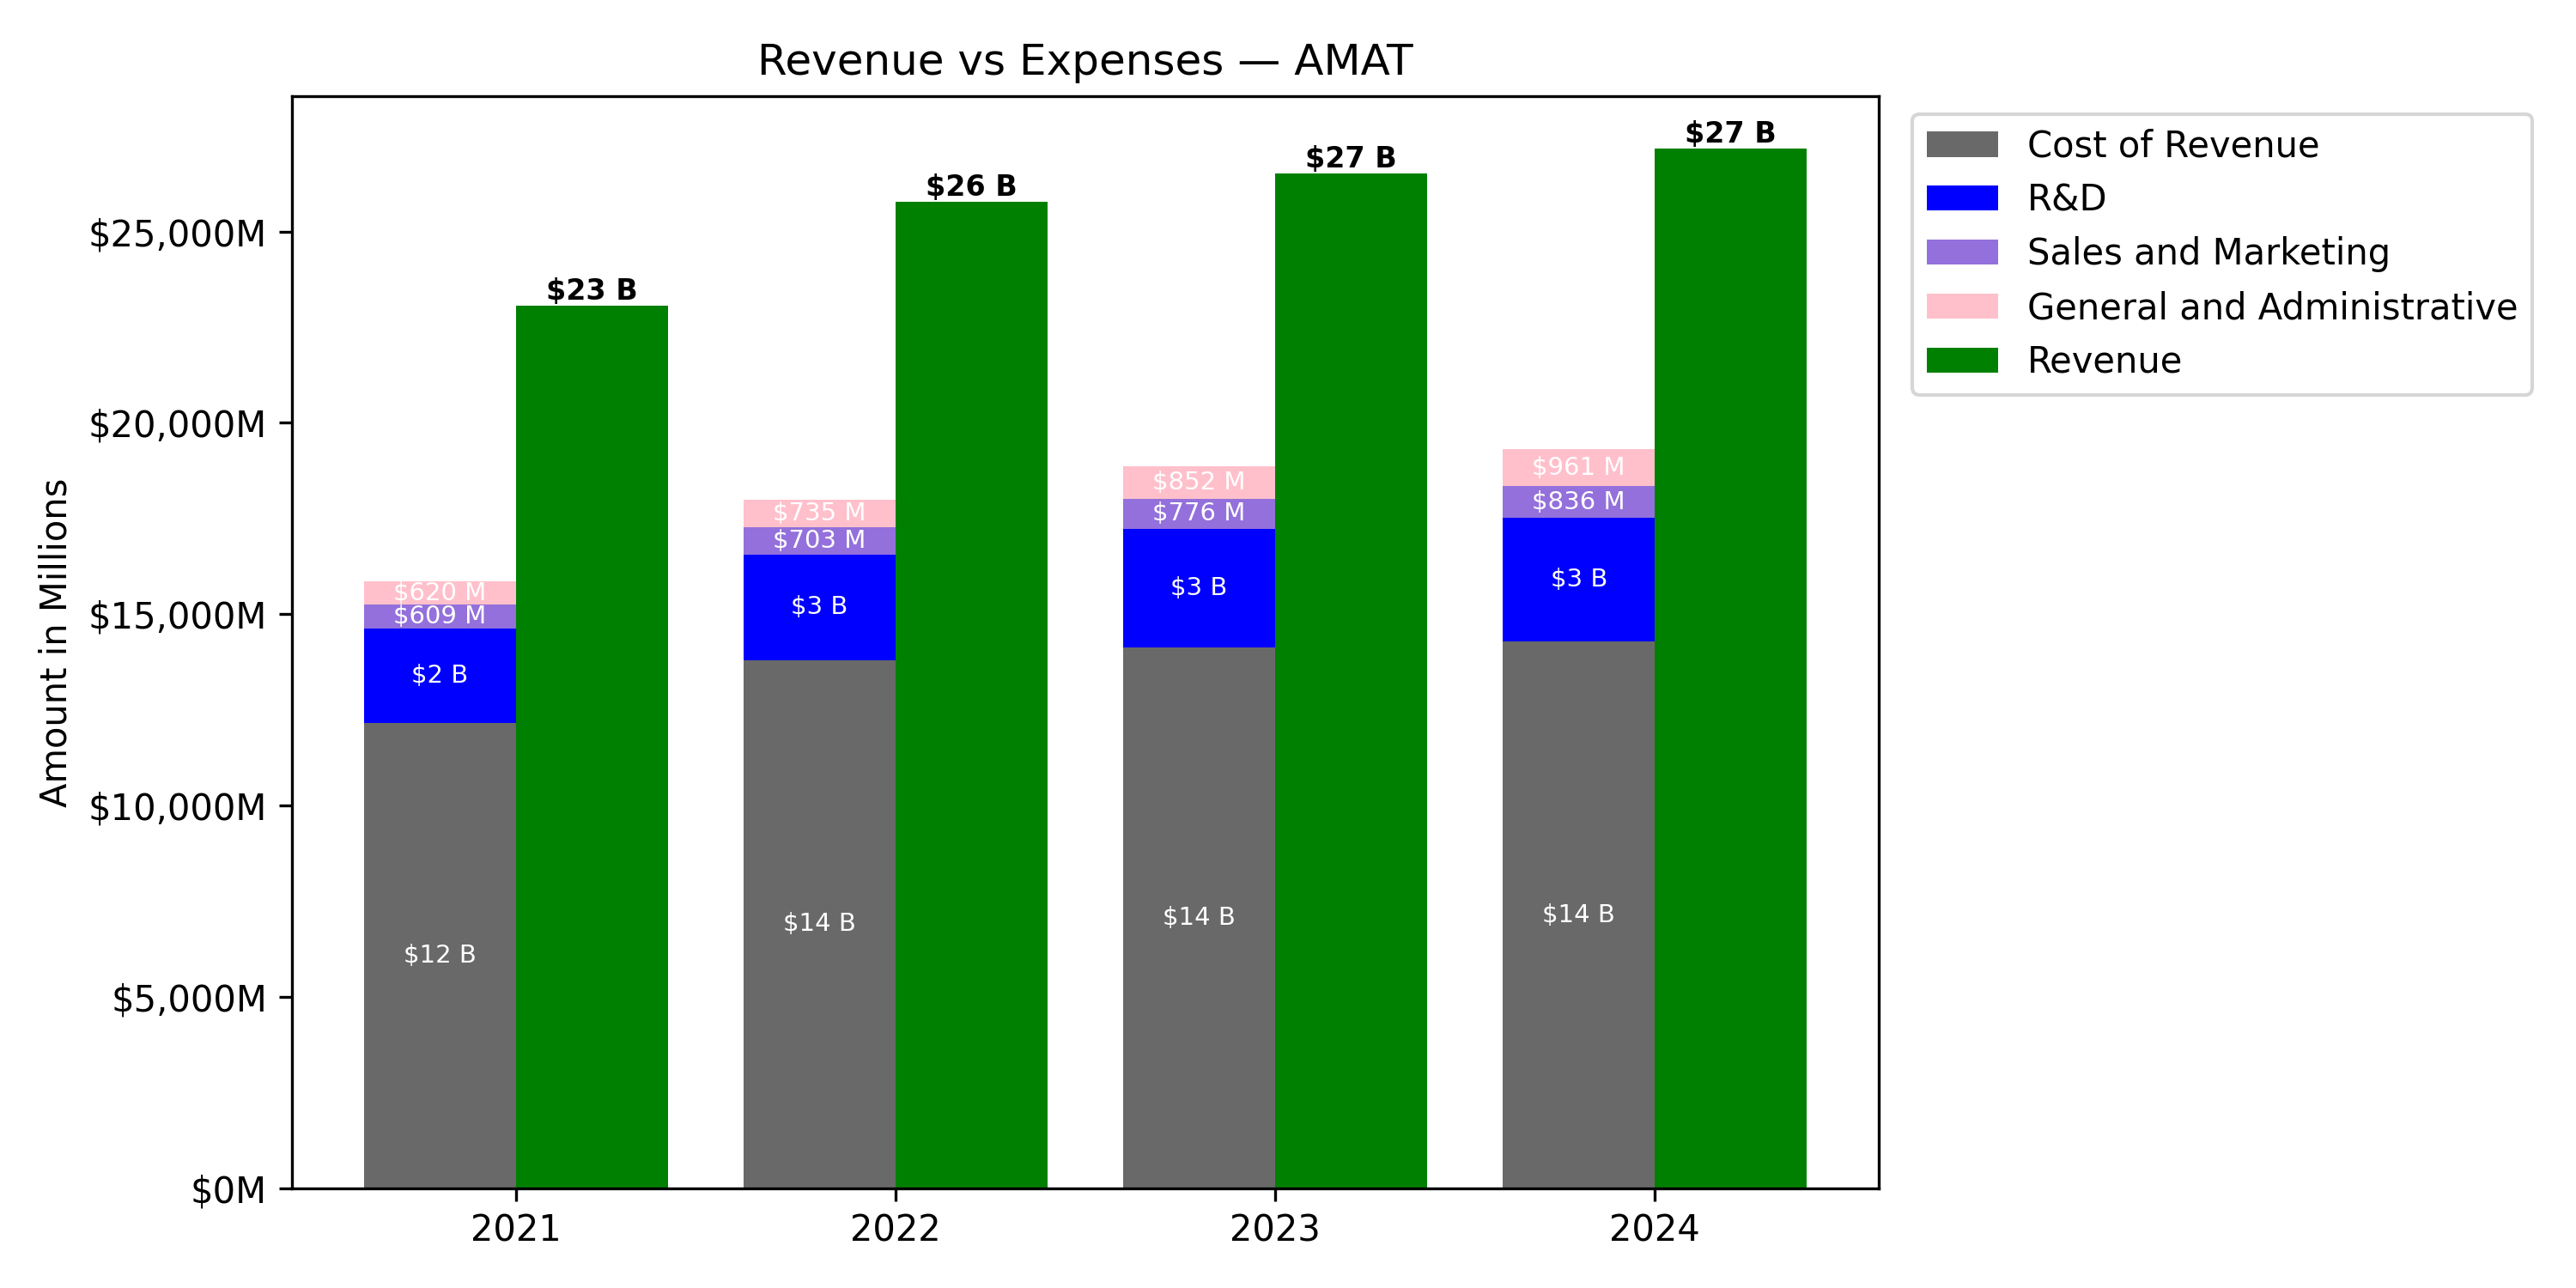 Revenue vs Expenses — AMAT
Amount in Millions
$25,000M
$20,000M
$15,000M
$10,000M
$5,000M
$0M
$23 B
$620 M
$609 M
$2 B
$12 B
$26 B
$735 M
$703 M
$3 B
$14 B
$27 B
$852 M
$776 M
$3 B
$14 B
$27 B
$961 M
$836 M
$3 B
$14 B
2021
2022
2023
2024
Cost of Revenue
R&D
Sales and Marketing
General and Administrative
Revenue